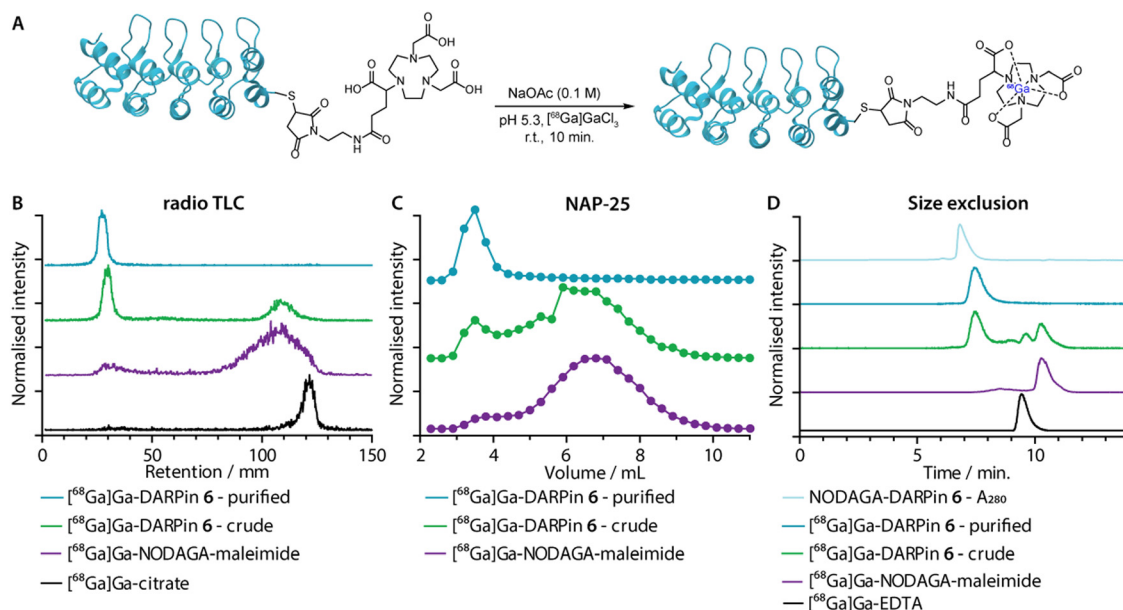 A
NaOAc (0.1 M)
pH 5.3, [⁶⁸Ga]GaCl₃
r.t., 10 min.
S
O
N
O
N
H
O
HO
O
N
N
N
O
OH
O
OH
S
O
N
O
N
H
O
O
O
N
N
N
⁶⁸Ga
O
O
O
O
B radio TLC
Normalised intensity
0 50 100 150
Retention / mm
[⁶⁸Ga]Ga-DARPin 6 - purified
[⁶⁸Ga]Ga-DARPin 6 - crude
[⁶⁸Ga]Ga-NODAGA-maleimide
[⁶⁸Ga]Ga-citrate
C NAP-25
Normalised intensity
2 4 6 8 10
Volume / mL
[⁶⁸Ga]Ga-DARPin 6 - purified
[⁶⁸Ga]Ga-DARPin 6 - crude
[⁶⁸Ga]Ga-NODAGA-maleimide
D Size exclusion
Normalised intensity
0 5 10
Time / min.
NODAGA-DARPin 6 - A₂₈₀
[⁶⁸Ga]Ga-DARPin 6 - purified
[⁶⁸Ga]Ga-DARPin 6 - crude
[⁶⁸Ga]Ga-NODAGA-maleimide
[⁶⁸Ga]Ga-EDTA